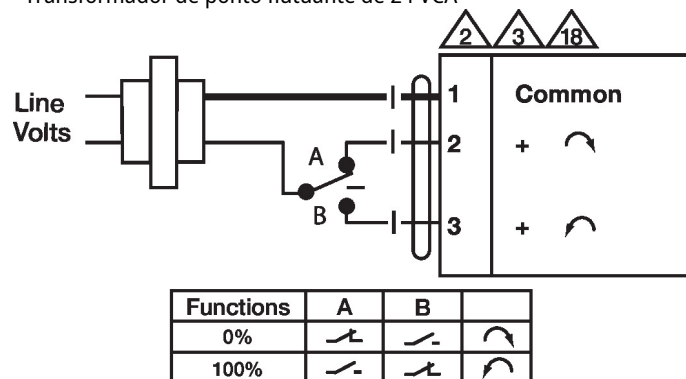 Transformador de ponto flutuante de 24 VCA
2 3 18
Line
Volts
1 Common
A
2 +
B
3 +
Functions A B
0%
100%